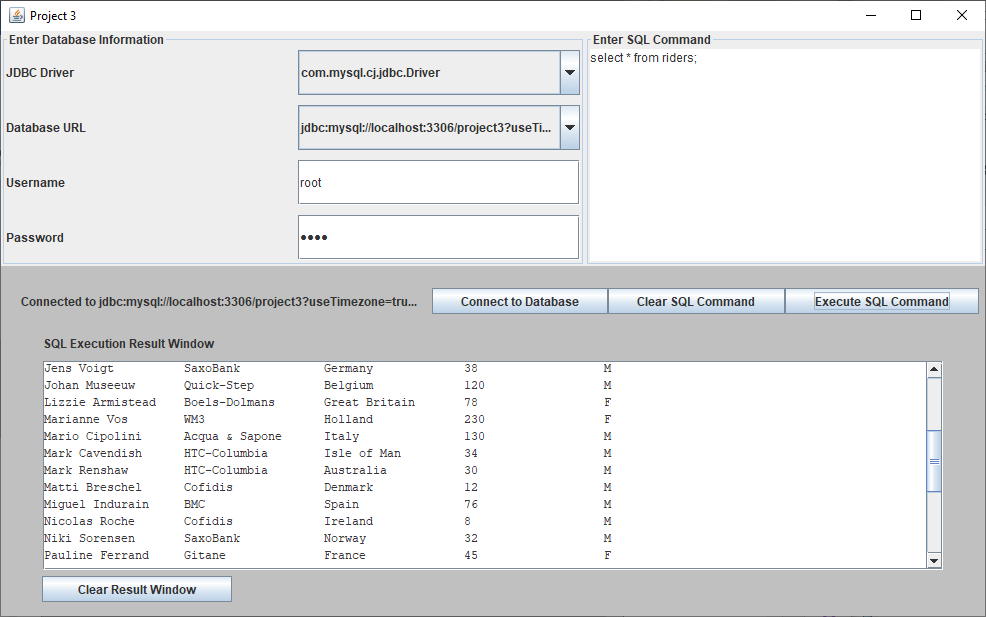 Project 3
Enter Database Information
JDBC Driver
com.mysql.cj.jdbc.Driver
Database URL
jdbc:mysql://localhost:3306/project3?useTi...
Username
root
Password
••••
Enter SQL Command
select * from riders;
Connected to jdbc:mysql://localhost:3306/project3?useTimezone=tru...
Connect to Database
Clear SQL Command
Execute SQL Command
SQL Execution Result Window
Jens Voigt SaxoBank Germany 38 M
Johan Museeuw Quick-Step Belgium 120 M
Lizzie Armistead Boels-Dolmans Great Britain 78 F
Marianne Vos WM3 Holland 230 F
Mario Cipolini Acqua & Sapone Italy 130 M
Mark Cavendish HTC-Columbia Isle of Man 34 M
Mark Renshaw HTC-Columbia Australia 30 M
Matti Breschel Cofidis Denmark 12 M
Miguel Indurain BMC Spain 76 M
Nicolas Roche Cofidis Ireland 8 M
Niki Sorensen SaxoBank Norway 32 M
Pauline Ferrand Gitane France 45 F
Clear Result Window